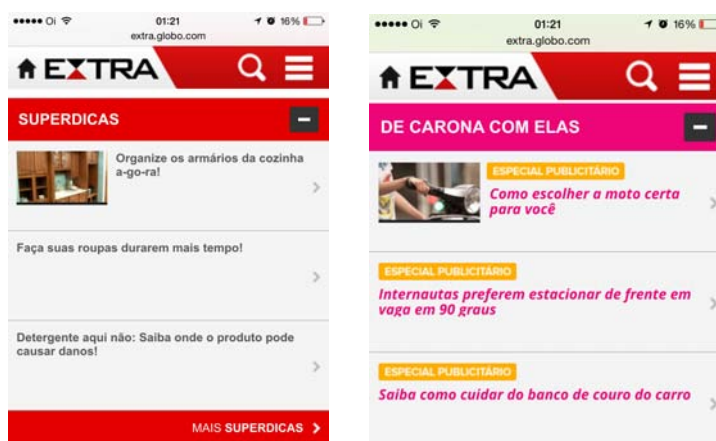 Oi 01:21 16%
extra.globo.com
EXTRA
SUPERDICAS
Organize os armários da cozinha
a-go-ra!
Faça suas roupas durarem mais tempo!
Detergente aqui não: Saiba onde o produto pode
causar danos!
MAIS SUPERDICAS
Oi 01:21 16%
extra.globo.com
EXTRA
DE CARONA COM ELAS
ESPECIAL PUBLICITÁRIO
Como escolher a moto certa
para você
ESPECIAL PUBLICITÁRIO
Internautas preferem estacionar de frente em
vaga em 90 graus
ESPECIAL PUBLICITÁRIO
Saiba como cuidar do banco de couro do carro